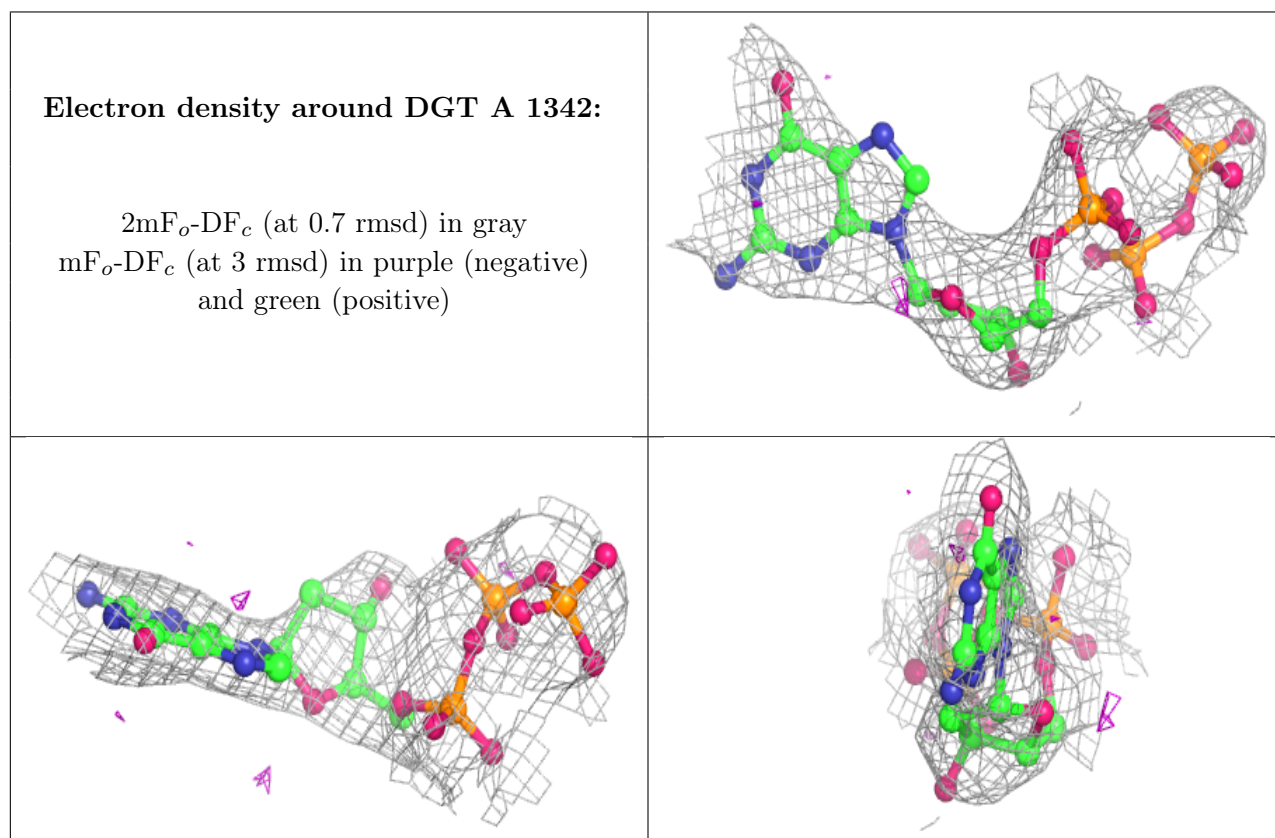 Electron density around DGT A 1342:
2mFo-DFc (at 0.7 rmsd) in gray
mFo-DFc (at 3 rmsd) in purple (negative)
and green (positive)